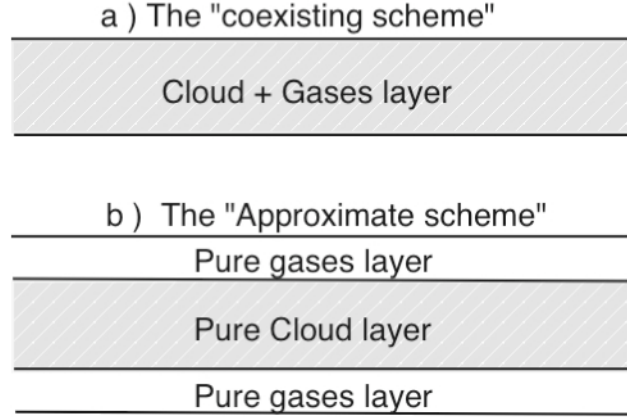 a ) The "coexisting scheme"
Cloud + Gases layer
b ) The "Approximate scheme"
Pure gases layer
Pure Cloud layer
Pure gases layer